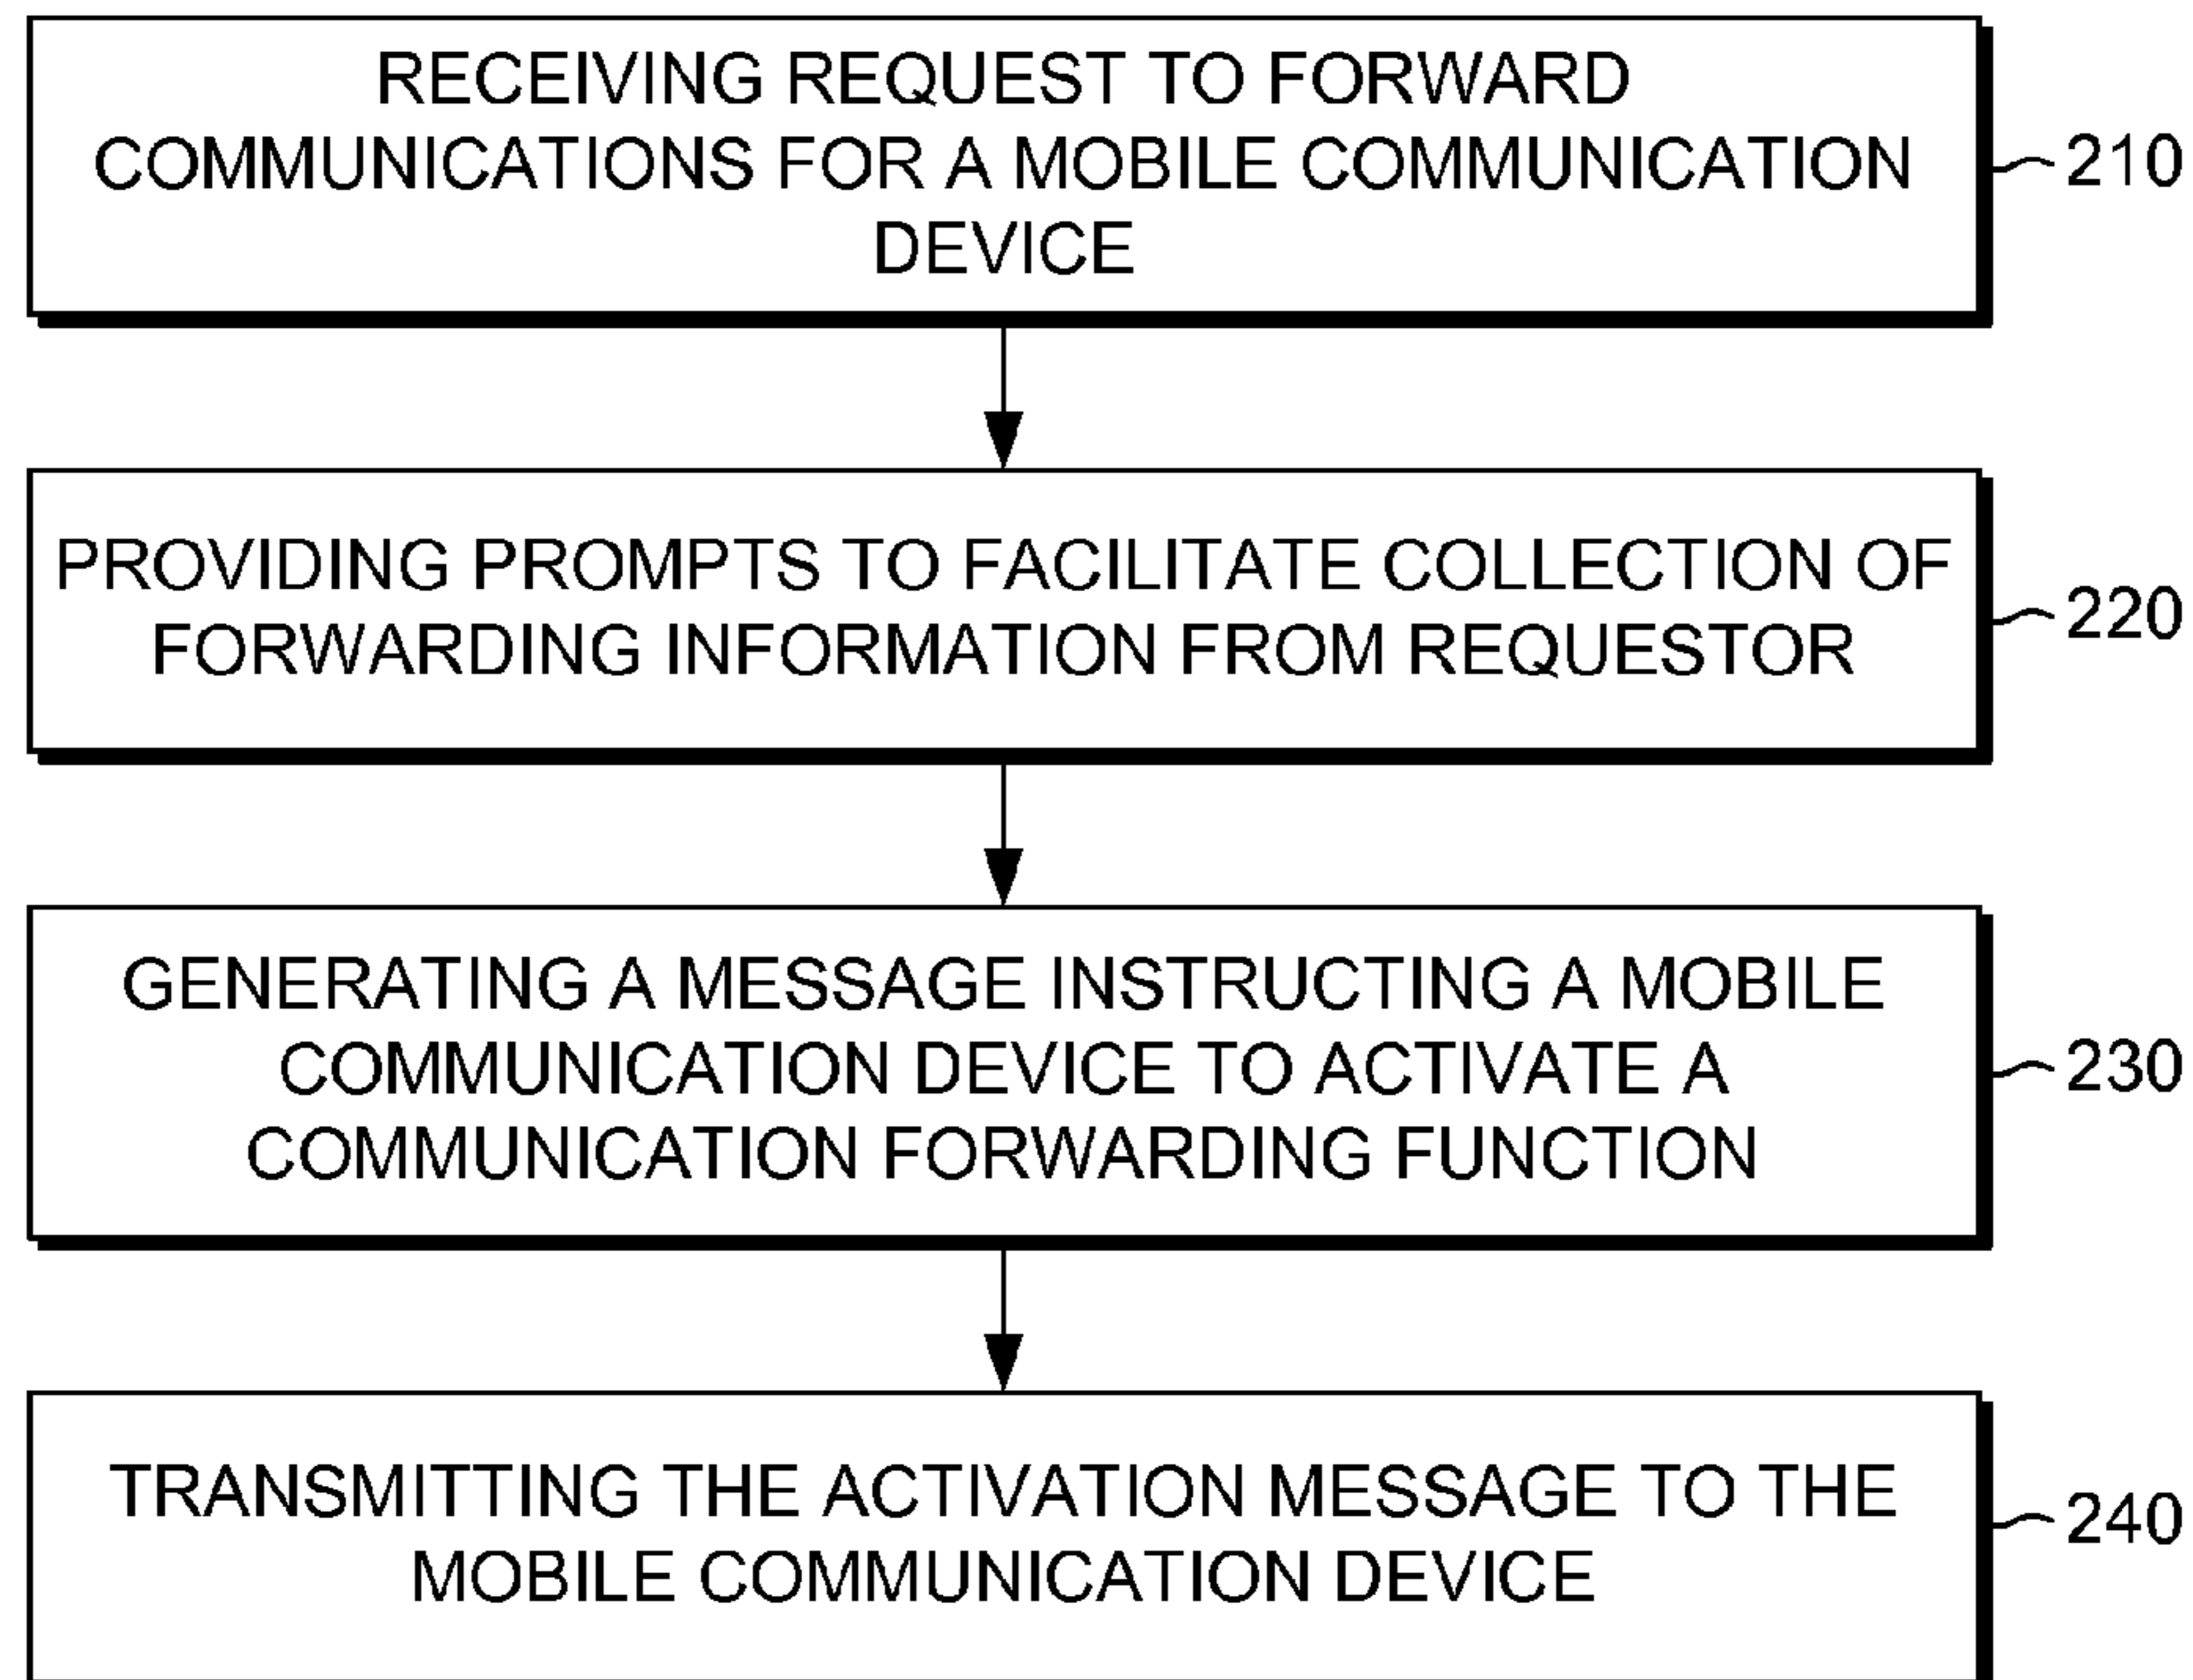 RECEIVING REQUEST TO FORWARD
COMMUNICATIONS FOR A MOBILE COMMUNICATION
DEVICE
210
PROVIDING PROMPTS TO FACILITATE COLLECTION OF
FORWARDING INFORMATION FROM REQUESTOR
220
GENERATING A MESSAGE INSTRUCTING A MOBILE
COMMUNICATION DEVICE TO ACTIVATE A
COMMUNICATION FORWARDING FUNCTION
230
TRANSMITTING THE ACTIVATION MESSAGE TO THE
MOBILE COMMUNICATION DEVICE
240